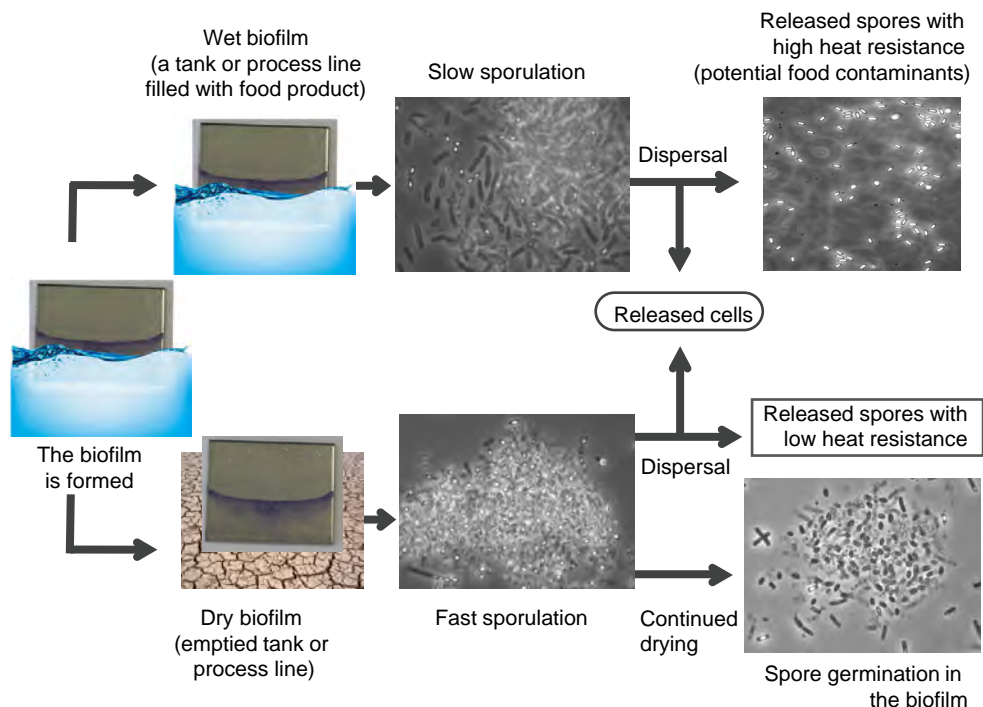 Wet biofilm
(a tank or process line
filled with food product)
Slow sporulation
Released spores with
high heat resistance
(potential food contaminants)
Dispersal
Released cells
The biofilm
is formed
Released spores with
low heat resistance
Dispersal
Dry biofilm
(emptied tank or
process line)
Fast sporulation
Continued
drying
Spore germination in
the biofilm